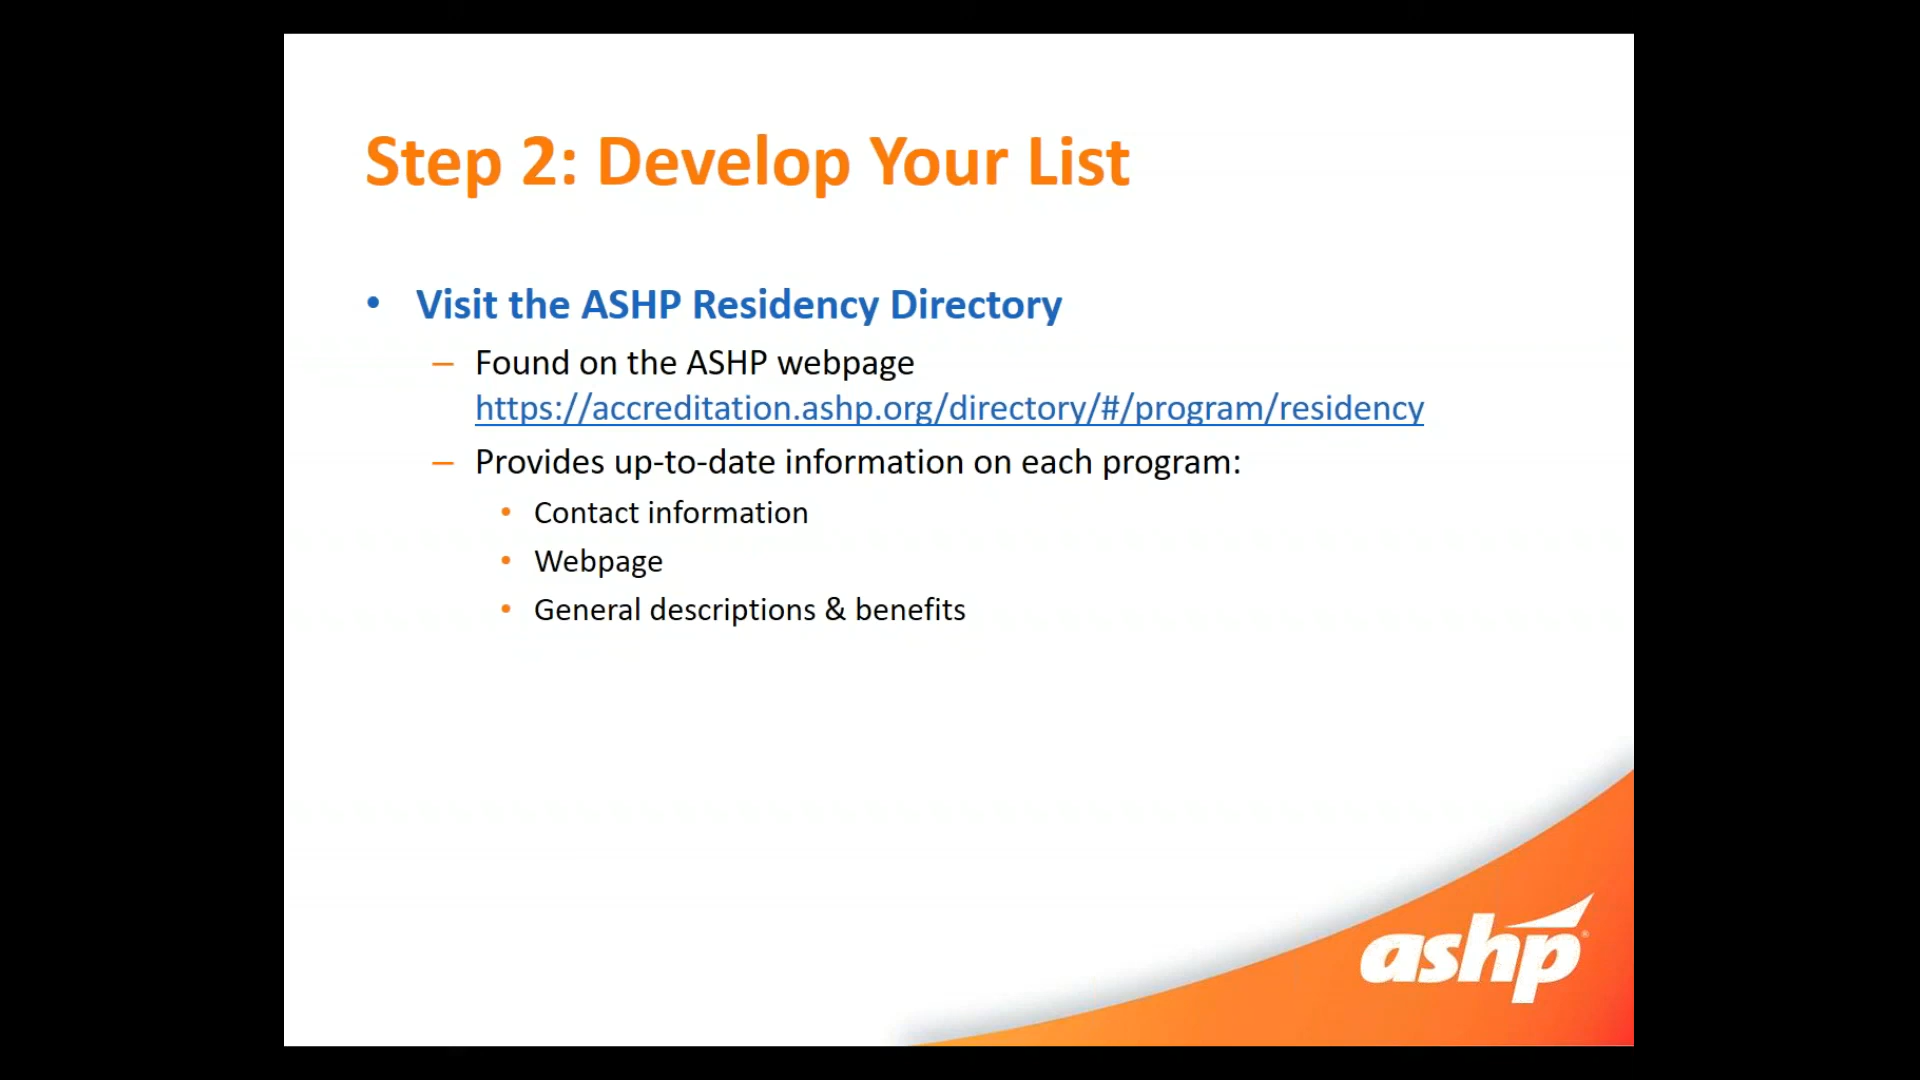 Step 2: Develop Your List
• Visit the ASHP Residency Directory
– Found on the ASHP webpage
https://accreditation.ashp.org/directory/#/program/residency
– Provides up-to-date information on each program:
• Contact information
• Webpage
• General descriptions & benefits
ashp®